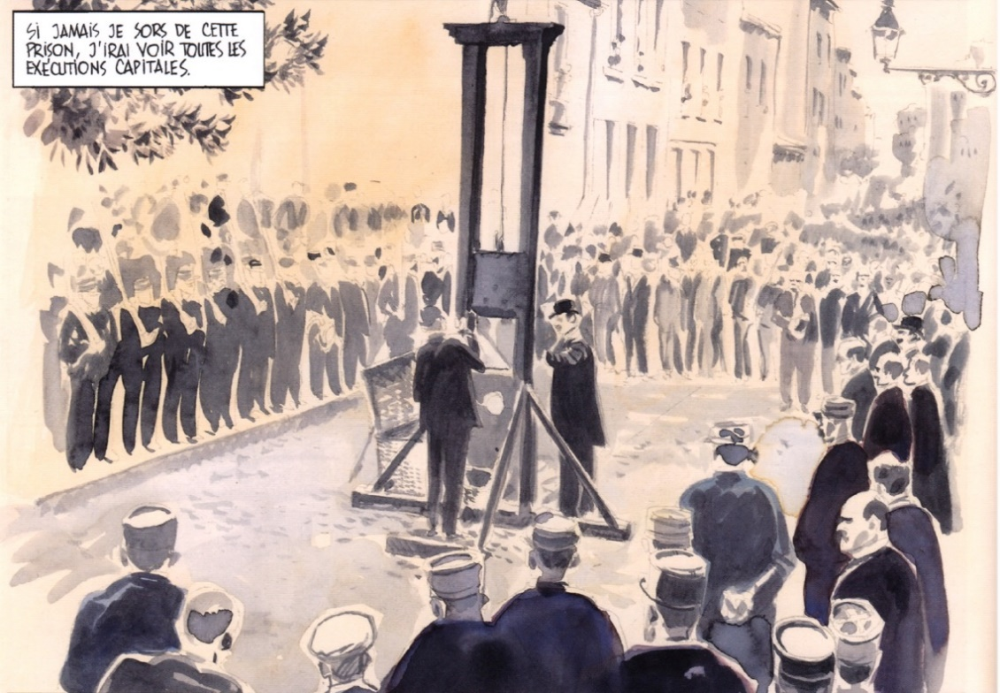 SI JAMAIS JE SORS DE CETTE
PRISON, J'IRAI VOIR TOUTES LES
EXÉCUTIONS CAPITALES.